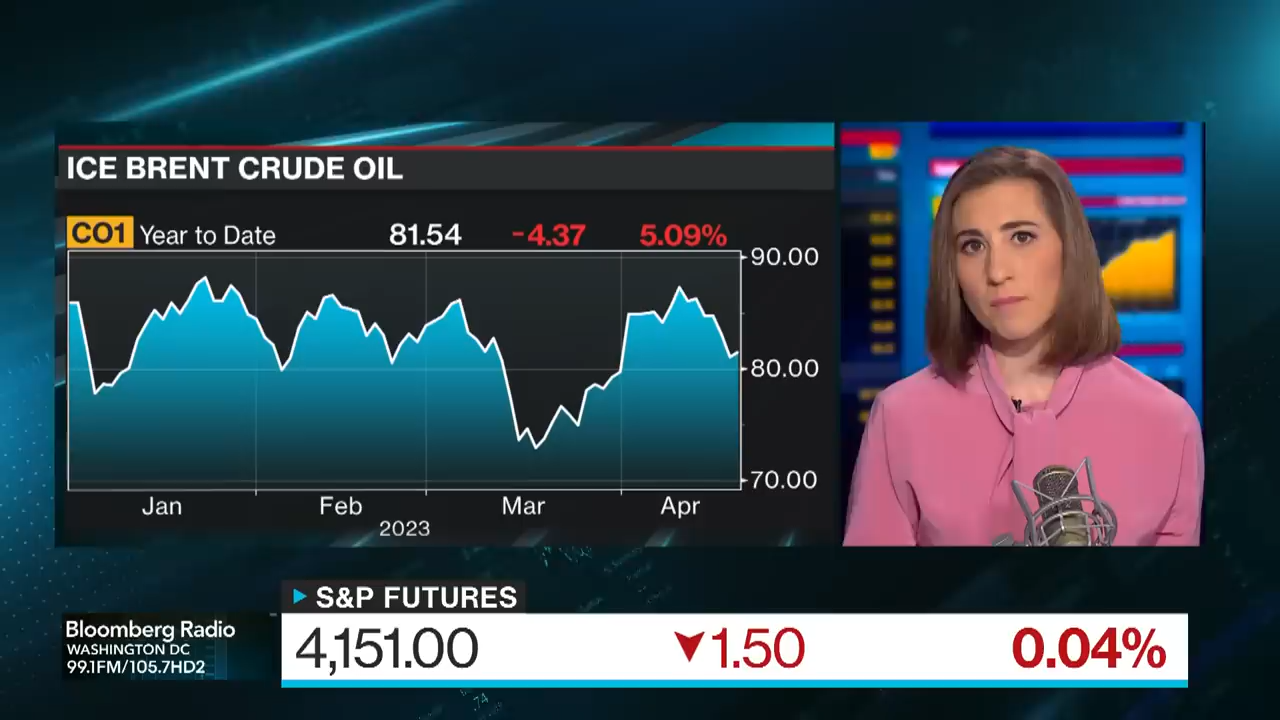 ICE BRENT CRUDE OIL
CO1 Year to Date 81.54 -4.37 5.09%
90.00
80.00
70.00
Jan Feb Mar Apr
2023
S&P FUTURES
Bloomberg Radio
WASHINGTON DC
99.1FM/105.7HD2
4,151.00 1.50 0.04%
74